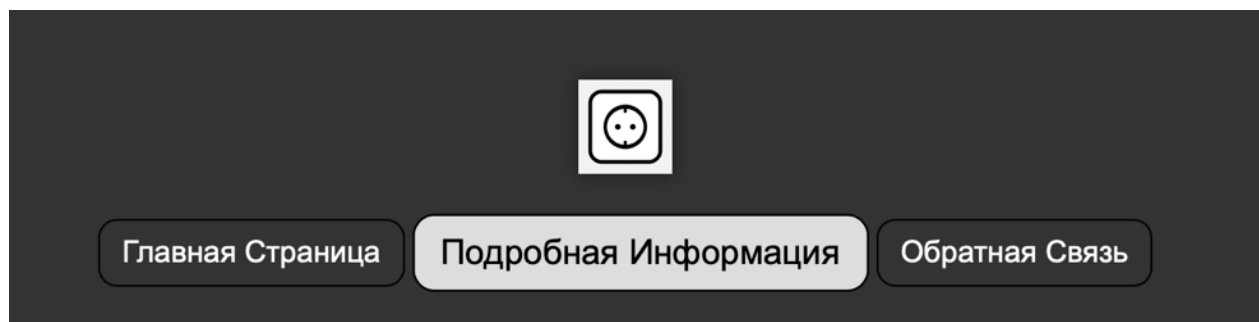 Главная Страница
Подробная Информация
Обратная Связь